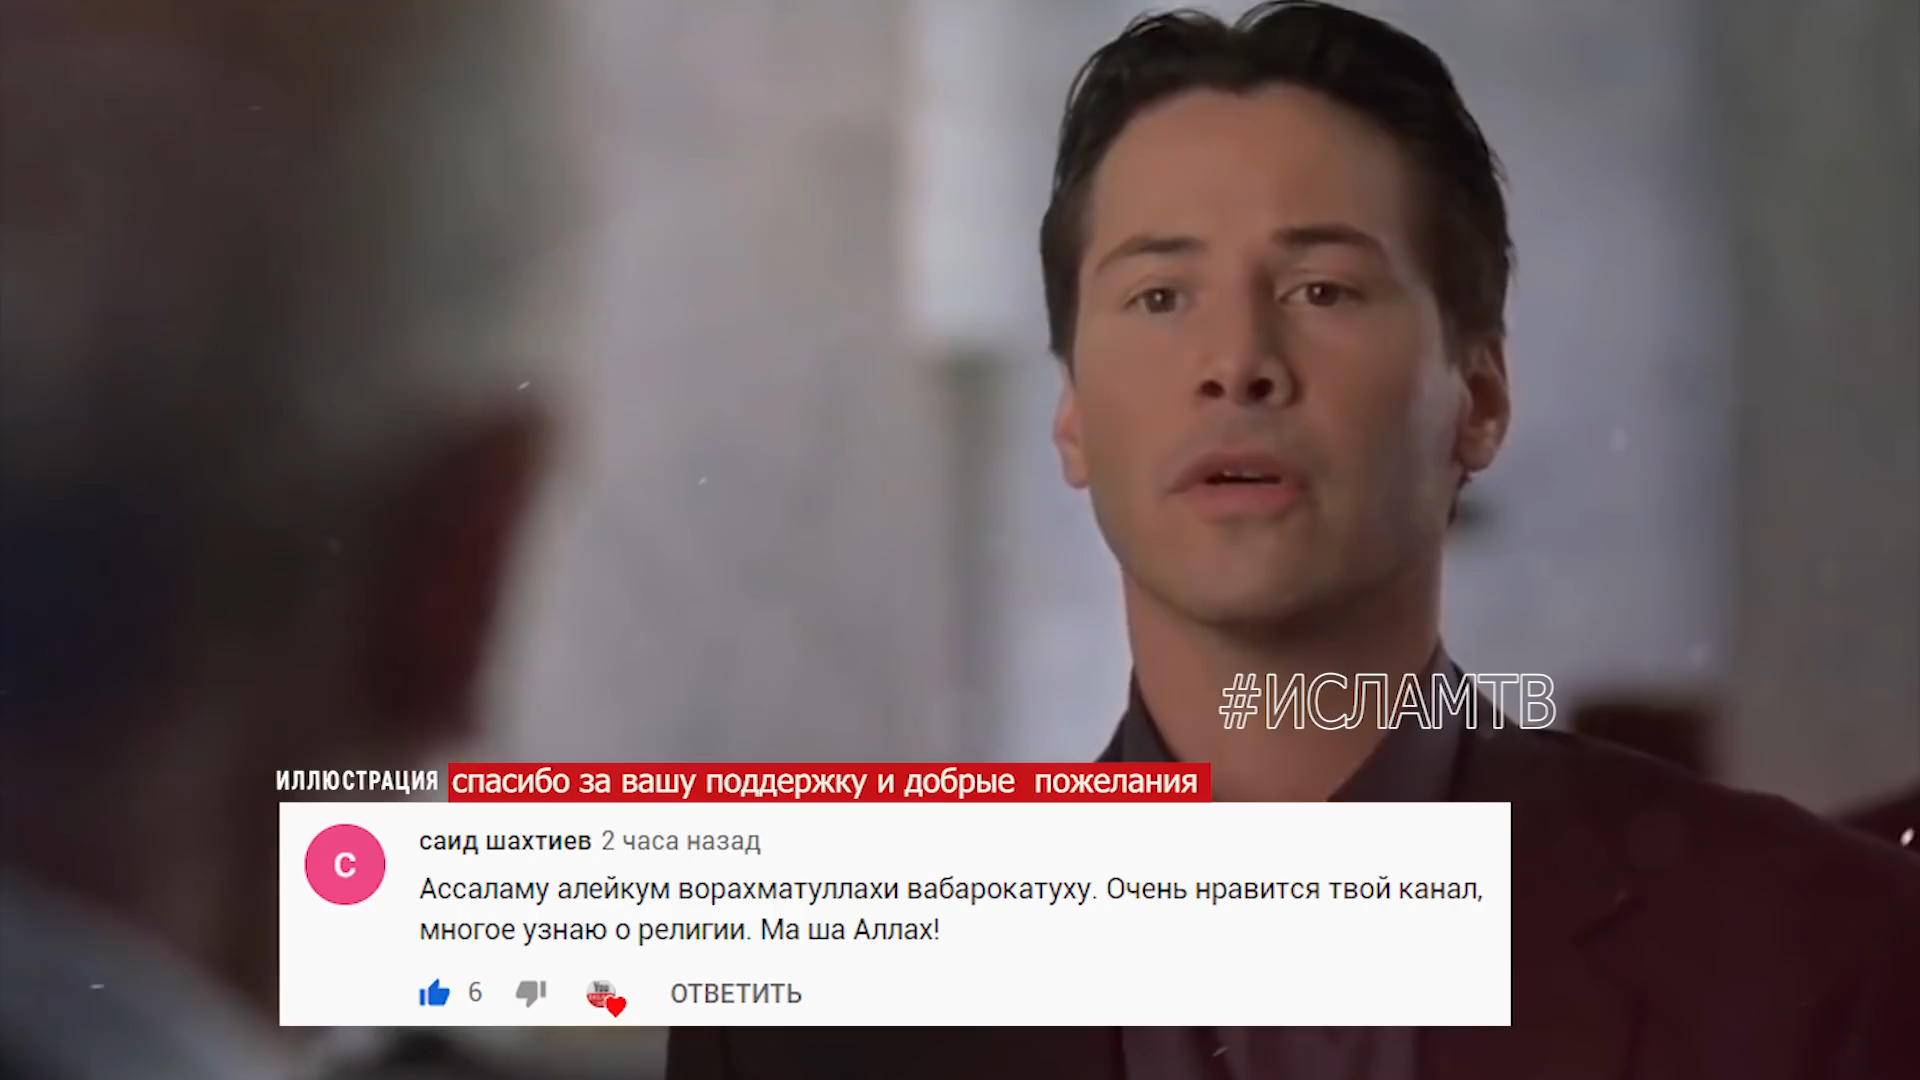 #ИСЛАМТВ
ИЛЛЮСТРАЦИЯ спасибо за вашу поддержку и добрые пожелания
С
саид шахтиев 2 часа назад
Ассаламу алейкум ворахматуллахи вабарокатуху. Очень нравится твой канал,
многое узнаю о религии. Ма ша Аллах!
6 ОТВЕТИТЬ